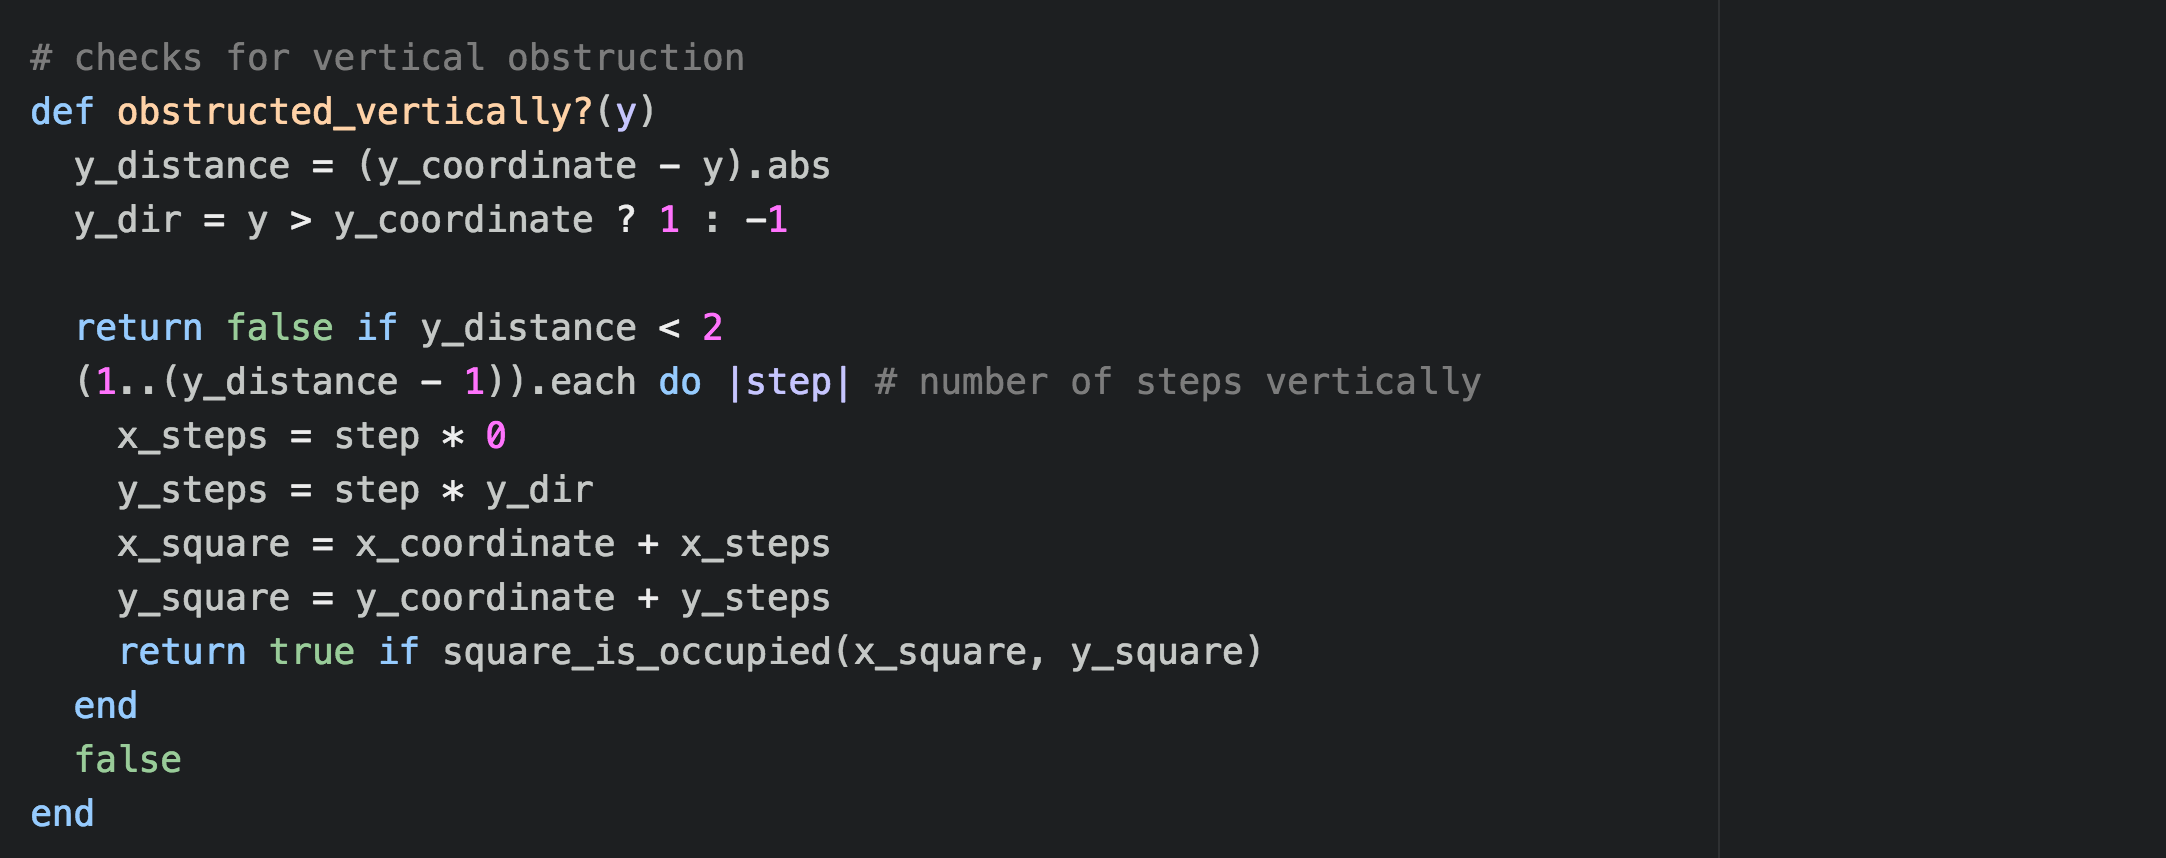 # checks for vertical obstruction
def obstructed_vertically?(y)
  y_distance = (y_coordinate - y).abs
  y_dir = y > y_coordinate ? 1 : -1

  return false if y_distance < 2
  (1..(y_distance - 1)).each do |step| # number of steps vertically
    x_steps = step * 0
    y_steps = step * y_dir
    x_square = x_coordinate + x_steps
    y_square = y_coordinate + y_steps
    return true if square_is_occupied(x_square, y_square)
  end
  false
end